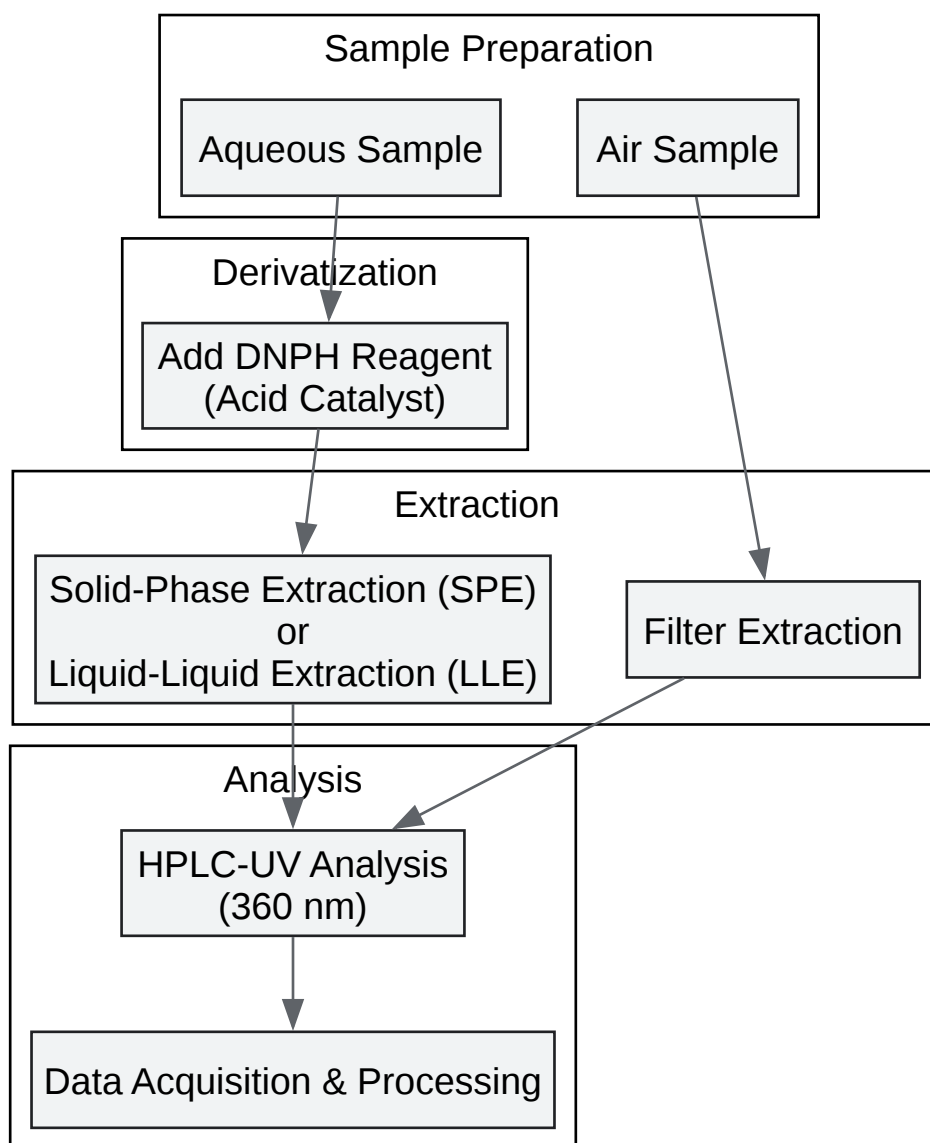 Sample Preparation
Aqueous Sample
Air Sample
Derivatization
Add DNPH Reagent
(Acid Catalyst)
Extraction
Solid-Phase Extraction (SPE)
or
Liquid-Liquid Extraction (LLE)
Filter Extraction
Analysis
HPLC-UV Analysis
(360 nm)
Data Acquisition & Processing